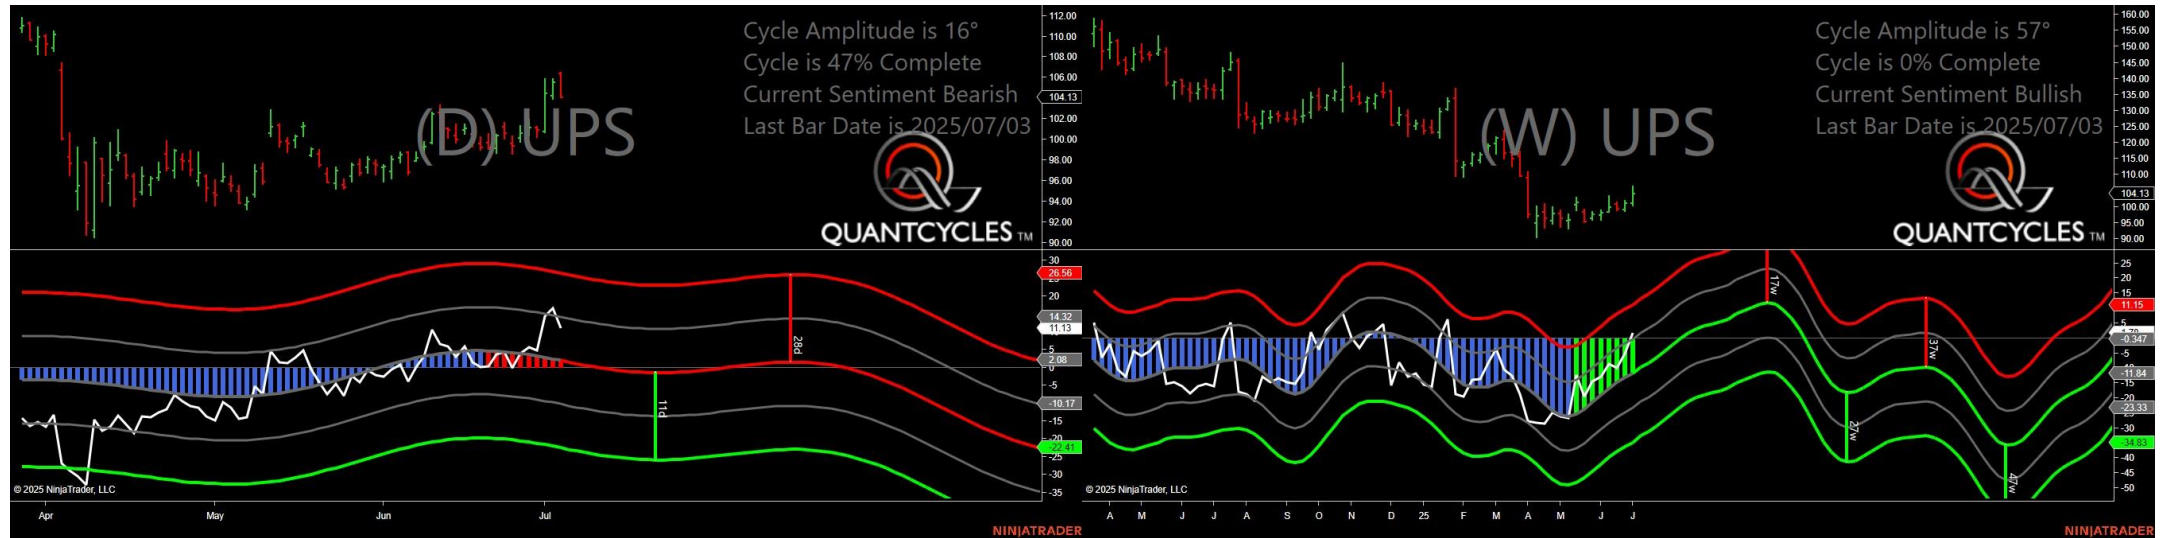 Cycle Amplitude is 16°
Cycle is 47% Complete
Current Sentiment Bearish
Last Bar Date is 2025/07/03
(D) UPS
QUANTCYCLES TM
112.00
110.00
108.00
106.00
104.13
102.00
100.00
98.00
96.00
94.00
92.00
90.00
30
26.56
20
14.32
11.13
5
2.08
0
-5
-10.17
-15
-20
-22.41
-25
-30
-35
28d
11d
© 2025 NinjaTrader, LLC
Apr May Jun Jul
NINJATRADER
Cycle Amplitude is 57°
Cycle is 0% Complete
Current Sentiment Bullish
Last Bar Date is 2025/07/03
(W) UPS
QUANTCYCLES TM
160.00
155.00
150.00
145.00
140.00
135.00
130.00
125.00
120.00
115.00
110.00
104.13
100.00
95.00
90.00
25
20
15
11.15
5
-0.347
-5
-11.84
-15
-20
-23.33
-30
-34.83
-40
-45
-50
17w
37w
27w
47w
© 2025 NinjaTrader, LLC
A M J J A S O N D 25 F M A M J J
NINJATRADER